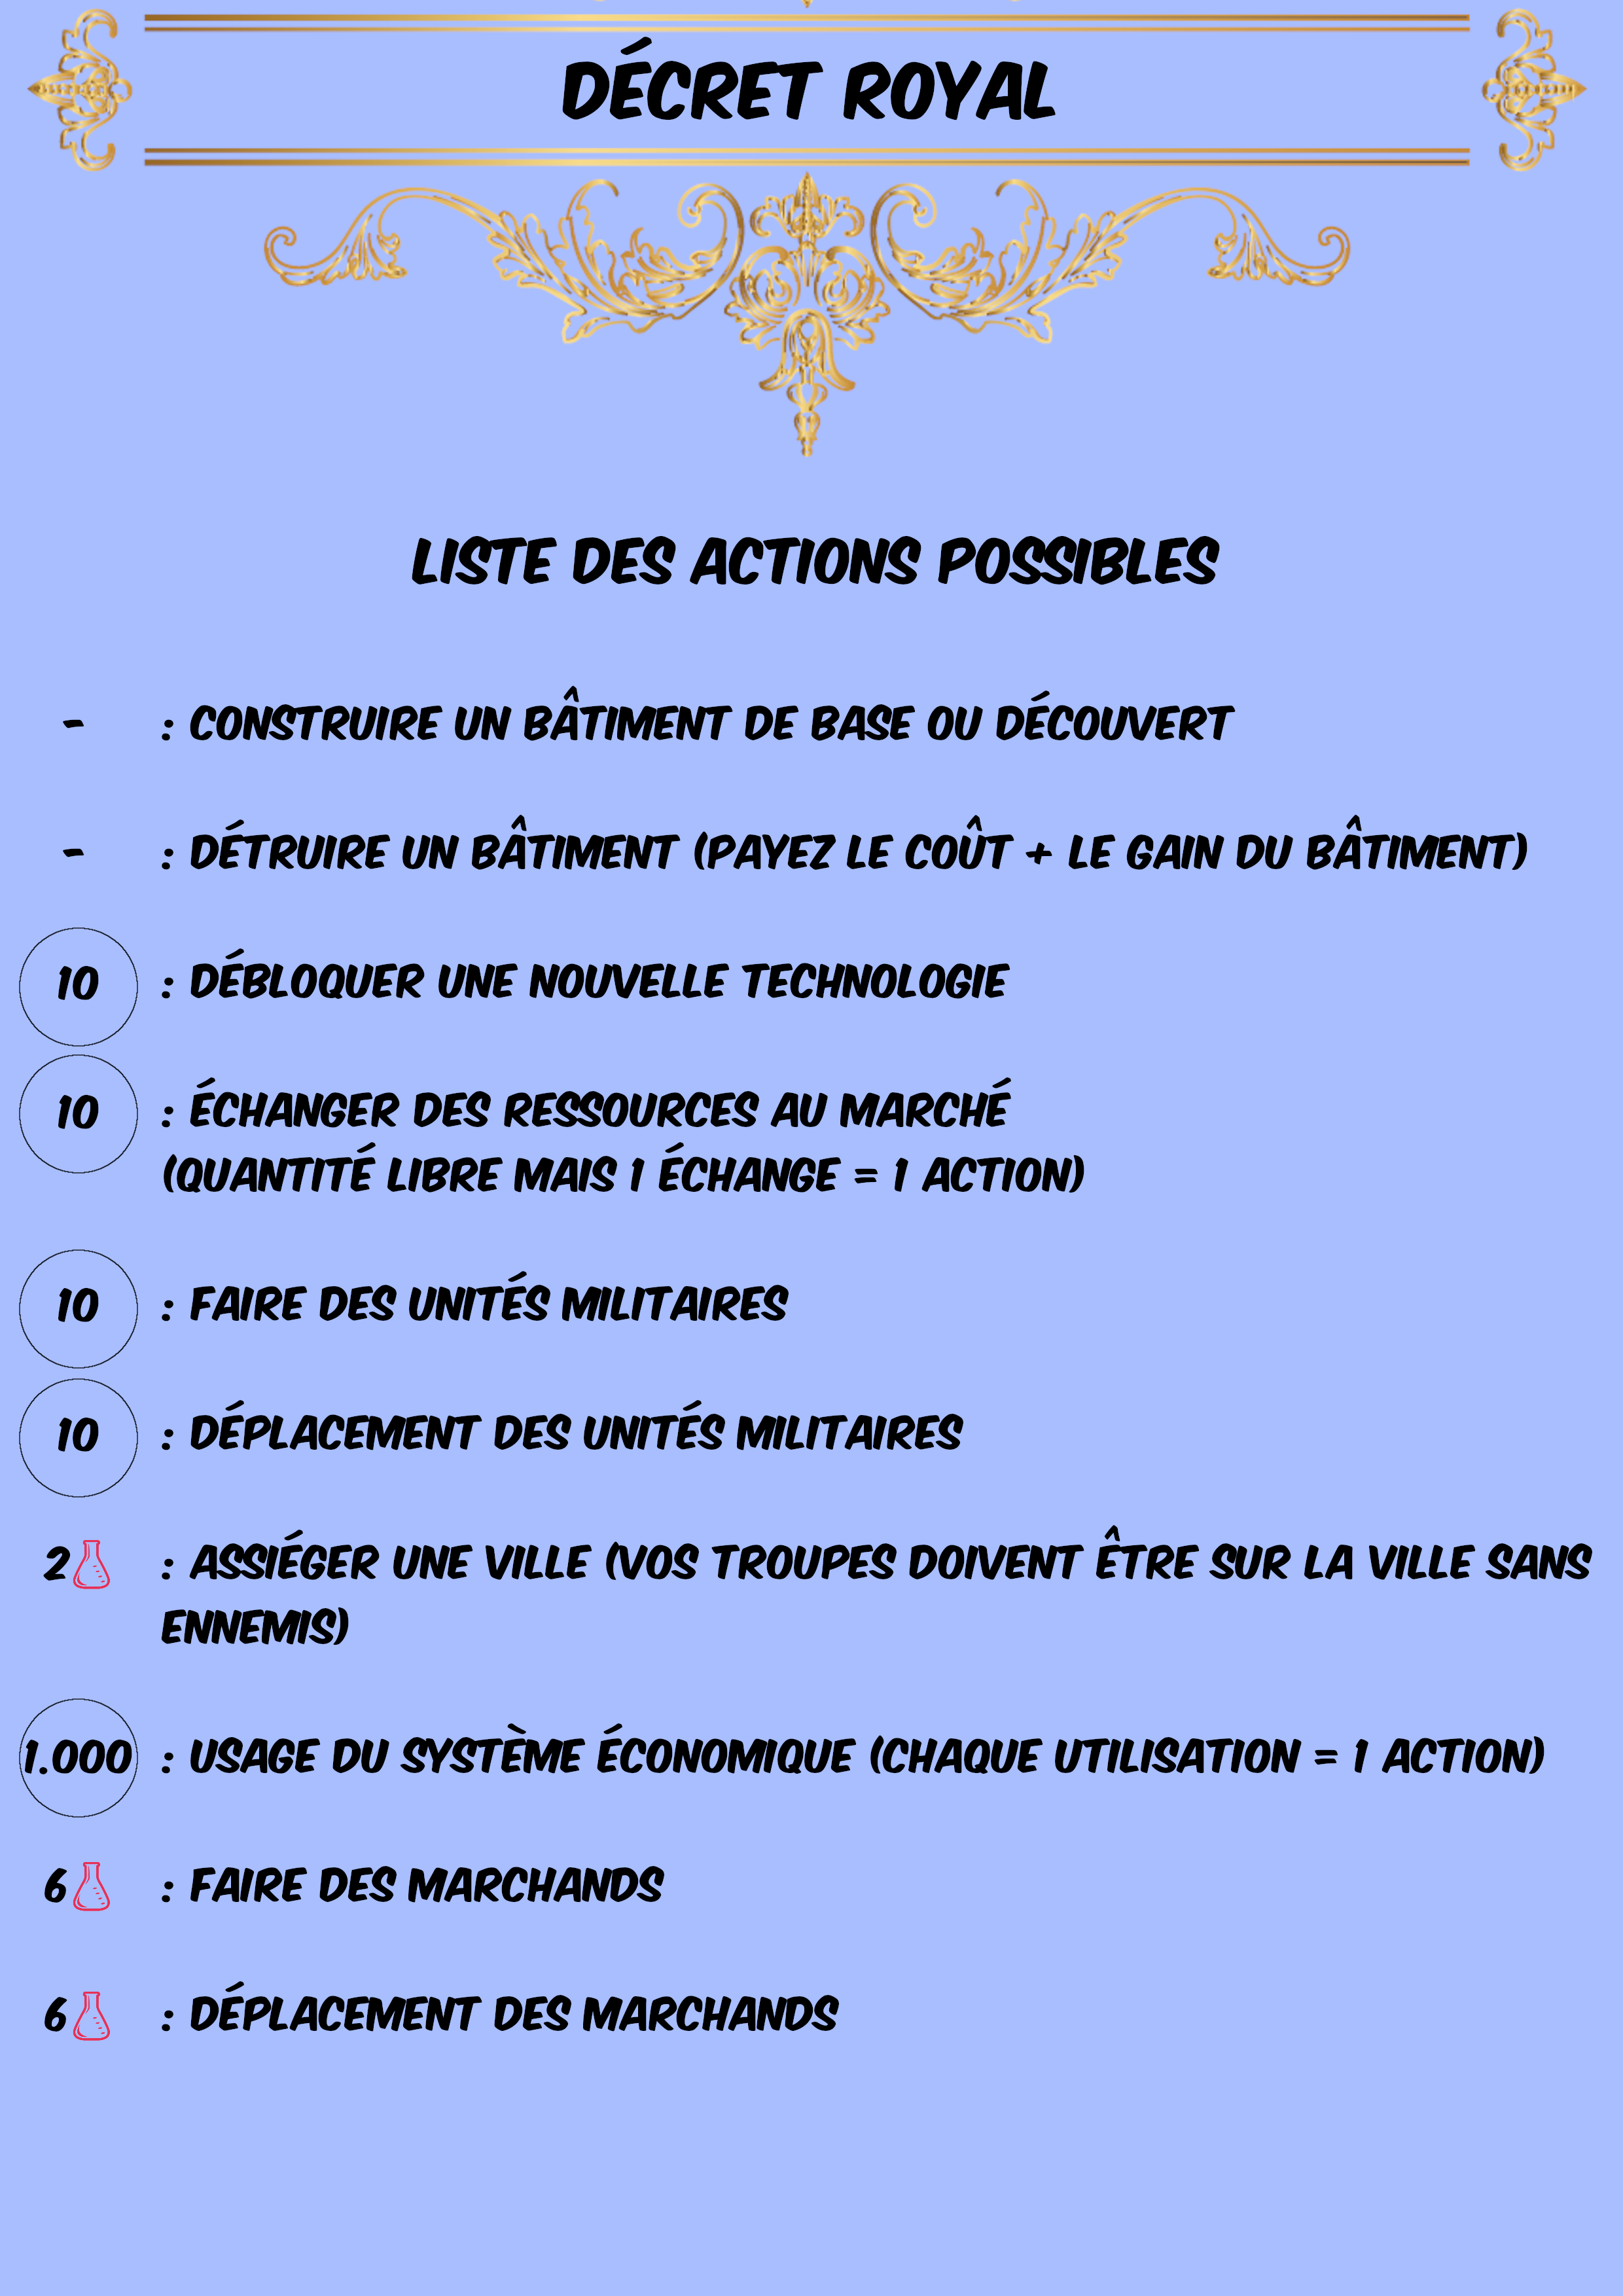 DÉCRET ROYAL
LISTE DES ACTIONS POSSIBLES
- : CONSTRUIRE UN BÂTIMENT DE BASE OU DÉCOUVERT
- : DÉTRUIRE UN BÂTIMENT (PAYEZ LE COÛT + LE GAIN DU BÂTIMENT)
10 : DÉBLOQUER UNE NOUVELLE TECHNOLOGIE
10 : ÉCHANGER DES RESSOURCES AU MARCHÉ
(QUANTITÉ LIBRE MAIS 1 ÉCHANGE = 1 ACTION)
10 : FAIRE DES UNITÉS MILITAIRES
10 : DÉPLACEMENT DES UNITÉS MILITAIRES
2 : ASSIÉGER UNE VILLE (VOS TROUPES DOIVENT ÊTRE SUR LA VILLE SANS
ENNEMIS)
1.000 : USAGE DU SYSTÈME ÉCONOMIQUE (CHAQUE UTILISATION = 1 ACTION)
6 : FAIRE DES MARCHANDS
6 : DÉPLACEMENT DES MARCHANDS